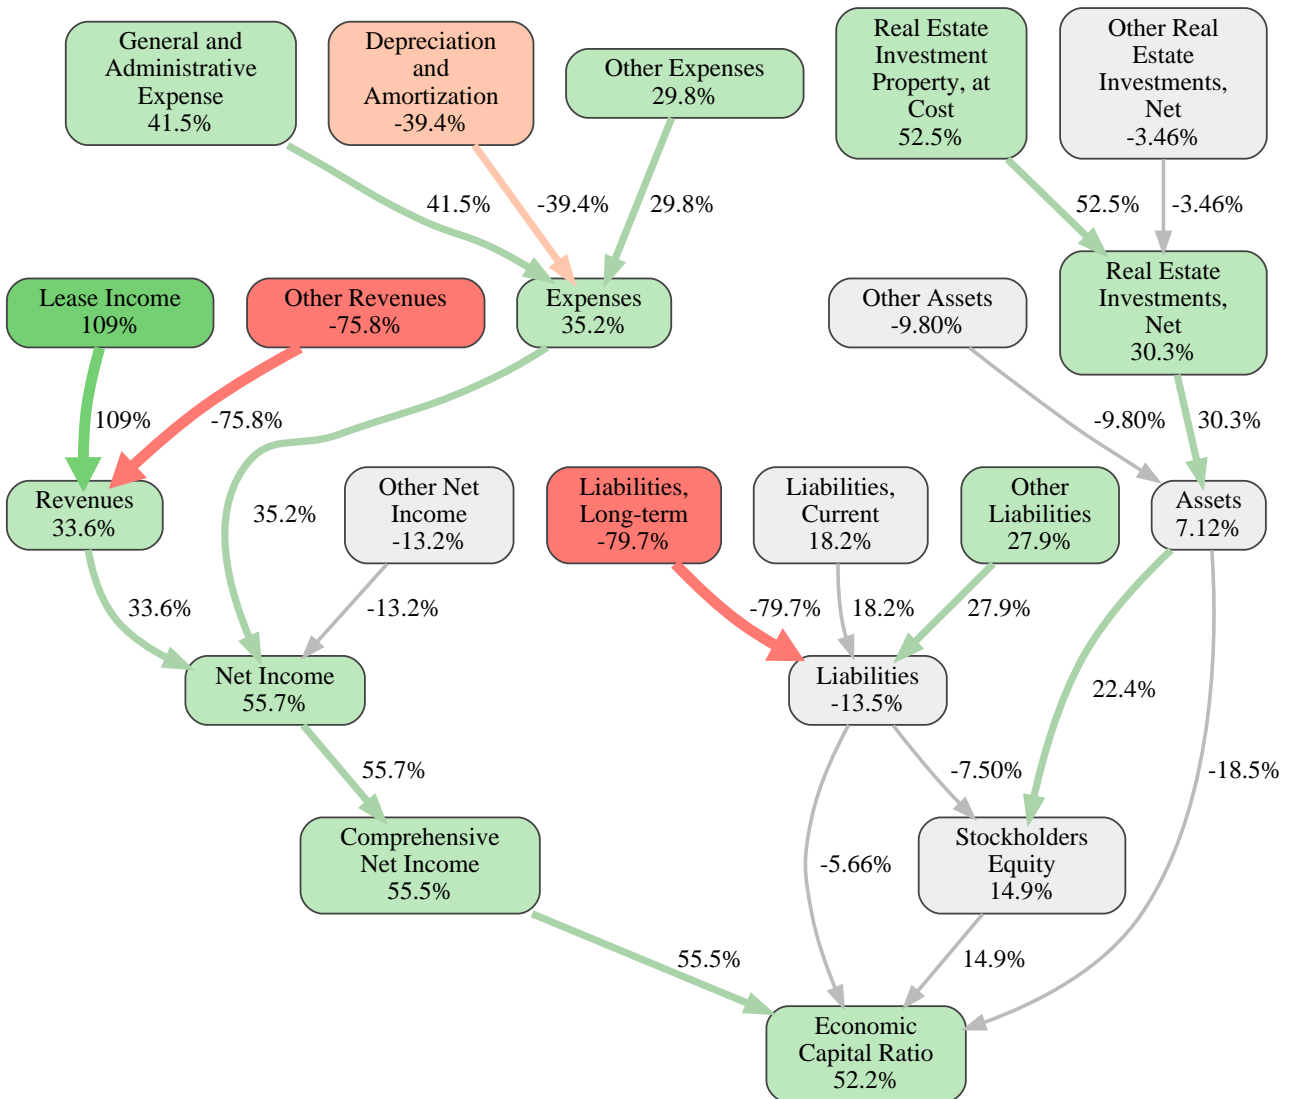 General and
Administrative
Expense
41.5%
Depreciation
and
Amortization
-39.4%
Other Expenses
29.8%
Real Estate
Investment
Property, at
Cost
52.5%
Other Real
Estate
Investments,
Net
-3.46%
41.5%
-39.4%
29.8%
52.5%
-3.46%
Lease Income
109%
Other Revenues
-75.8%
Expenses
35.2%
Other Assets
-9.80%
Real Estate
Investments,
Net
30.3%
109%
-75.8%
-9.80%
30.3%
Revenues
33.6%
35.2%
Other Net
Income
-13.2%
Liabilities,
Long-term
-79.7%
Liabilities,
Current
18.2%
Other
Liabilities
27.9%
Assets
7.12%
33.6%
-13.2%
-79.7%
18.2%
27.9%
Net Income
55.7%
Liabilities
-13.5%
22.4%
55.7%
-7.50%
-18.5%
Comprehensive
Net Income
55.5%
-5.66%
Stockholders
Equity
14.9%
55.5%
14.9%
Economic
Capital Ratio
52.2%